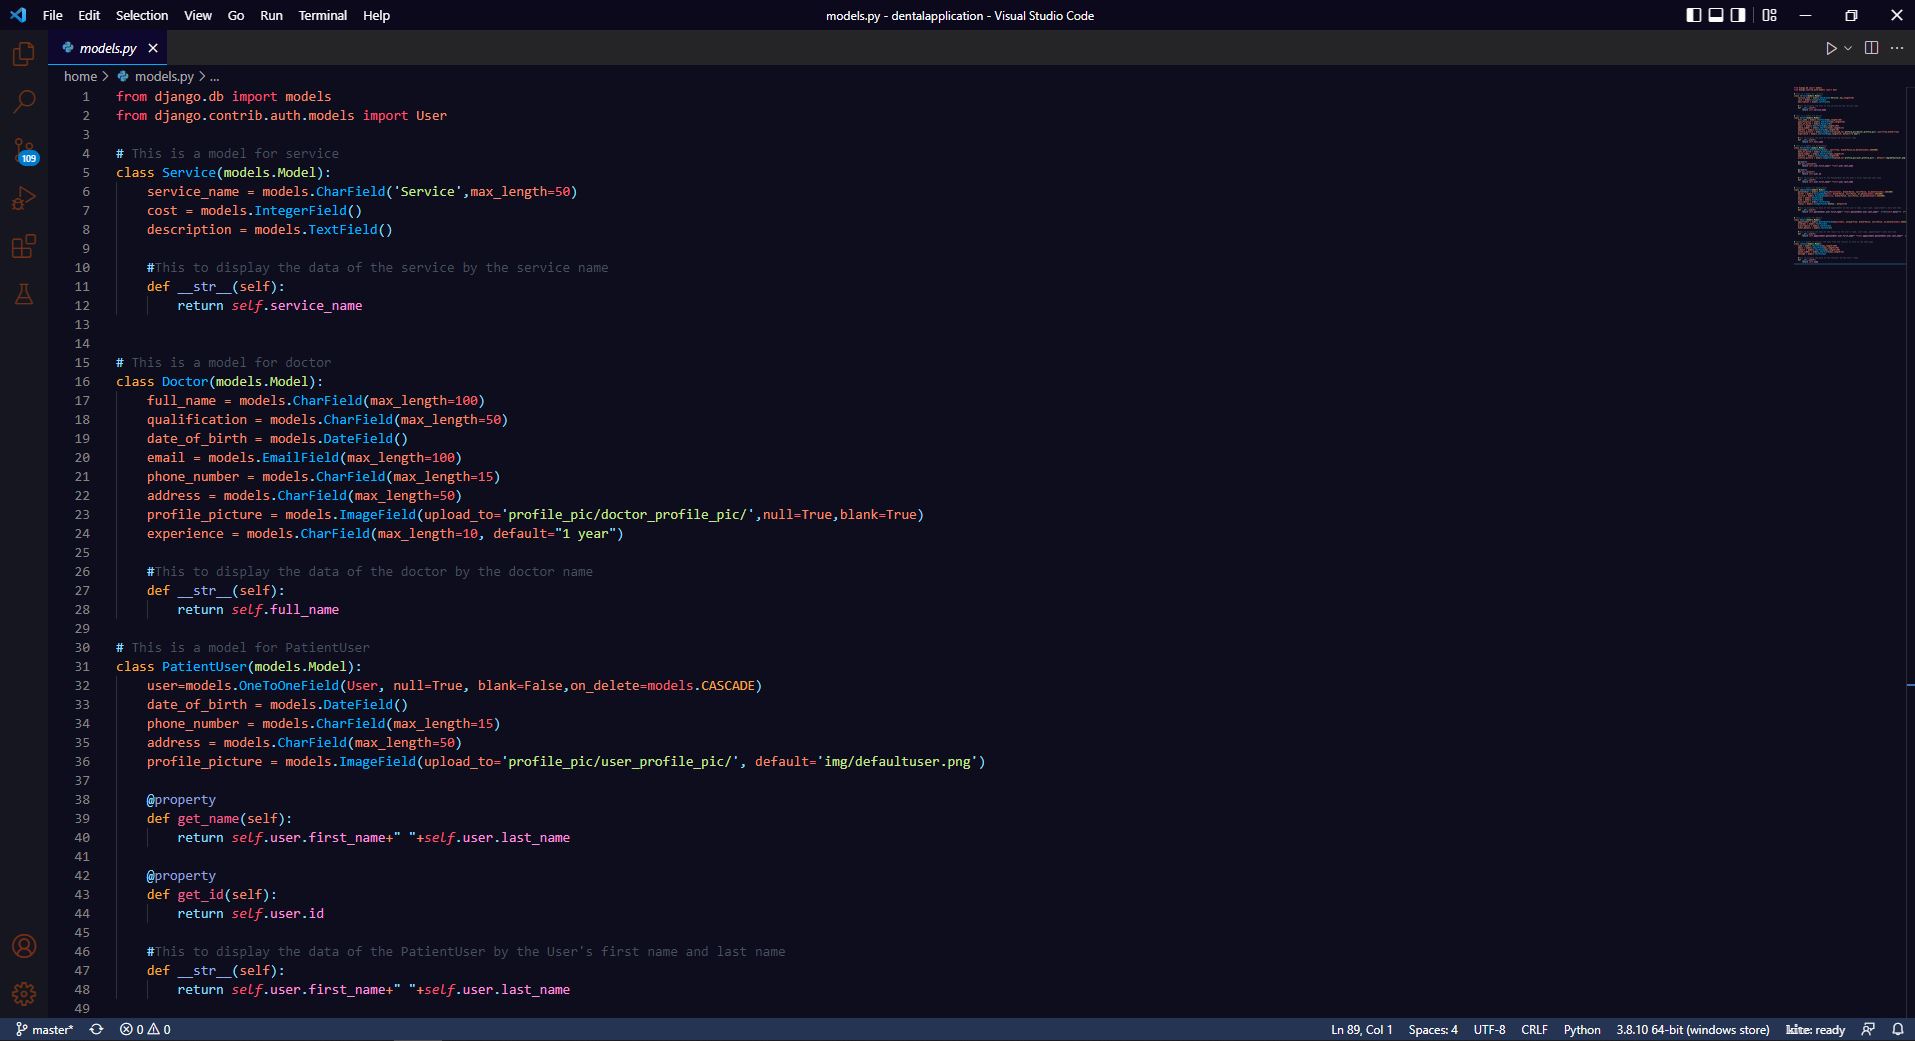 File Edit Selection View Go Run Terminal Help
models.py - dentalapplication - Visual Studio Code
models.py
home > models.py > ...
109
1 from django.db import models
2 from django.contrib.auth.models import User
3
4 # This is a model for service
5 class Service(models.Model):
6     service_name = models.CharField('Service',max_length=50)
7     cost = models.IntegerField()
8     description = models.TextField()
9
10     #This to display the data of the service by the service name
11     def __str__(self):
12         return self.service_name
13
14
15 # This is a model for doctor
16 class Doctor(models.Model):
17     full_name = models.CharField(max_length=100)
18     qualification = models.CharField(max_length=50)
19     date_of_birth = models.DateField()
20     email = models.EmailField(max_length=100)
21     phone_number = models.CharField(max_length=15)
22     address = models.CharField(max_length=50)
23     profile_picture = models.ImageField(upload_to='profile_pic/doctor_profile_pic/',null=True,blank=True)
24     experience = models.CharField(max_length=10, default="1 year")
25
26     #This to display the data of the doctor by the doctor name
27     def __str__(self):
28         return self.full_name
29
30 # This is a model for PatientUser
31 class PatientUser(models.Model):
32     user=models.OneToOneField(User, null=True, blank=False,on_delete=models.CASCADE)
33     date_of_birth = models.DateField()
34     phone_number = models.CharField(max_length=15)
35     address = models.CharField(max_length=50)
36     profile_picture = models.ImageField(upload_to='profile_pic/user_profile_pic/', default='img/defaultuser.png')
37
38     @property
39     def get_name(self):
40         return self.user.first_name+" "+self.user.last_name
41
42     @property
43     def get_id(self):
44         return self.user.id
45
46     #This to display the data of the PatientUser by the User's first name and last name
47     def __str__(self):
48         return self.user.first_name+" "+self.user.last_name
49
master* 0 0 Ln 89, Col 1 Spaces: 4 UTF-8 CRLF Python 3.8.10 64-bit (windows store) kite: ready